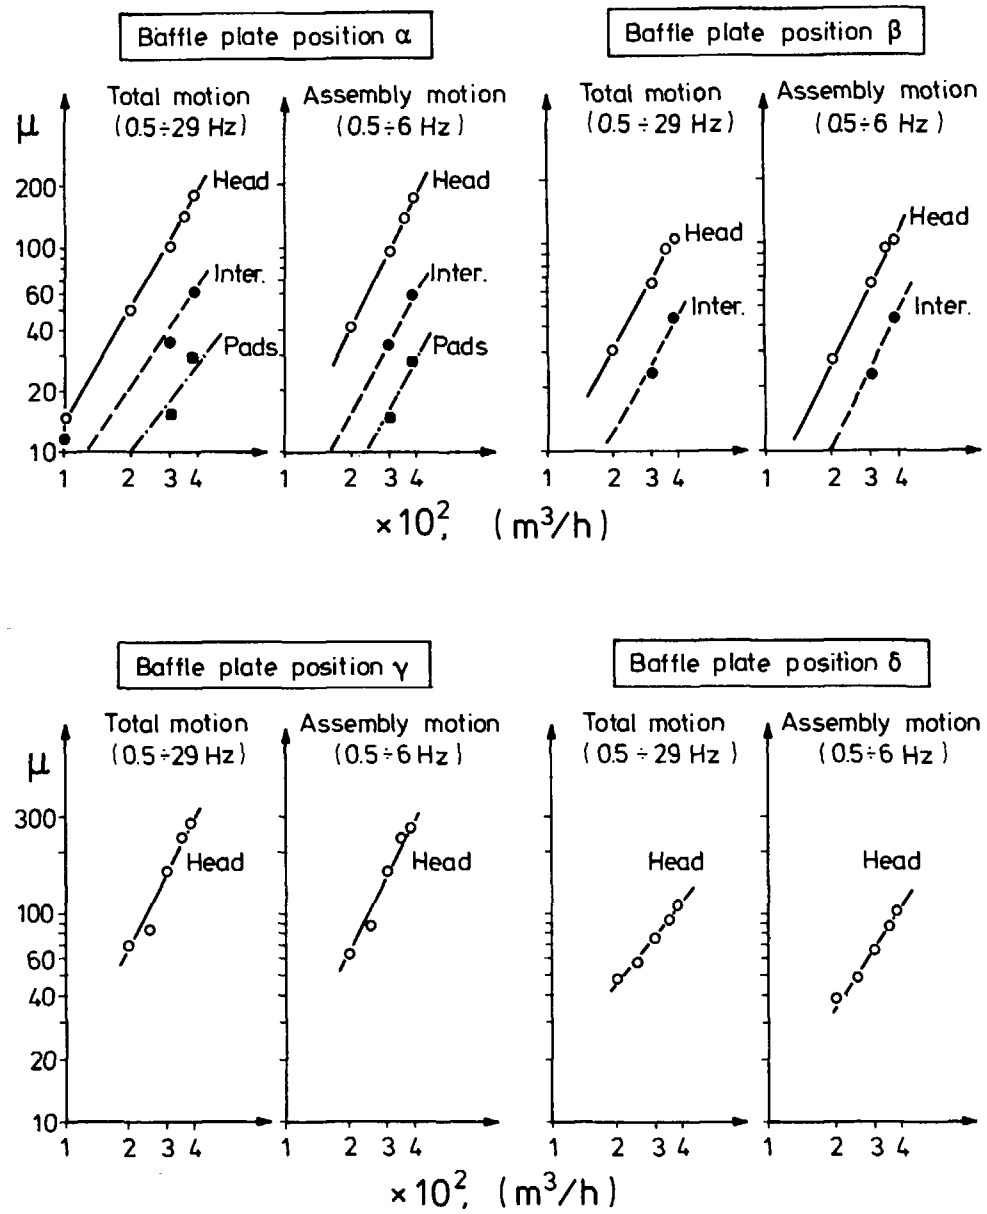 Baffle plate position α
Baffle plate position β
Total motion
(0.5÷29 Hz)
Assembly motion
(0.5÷6 Hz)
Total motion
(0.5÷29 Hz)
Assembly motion
(0.5÷6 Hz)
μ
200
100
60
40
20
10
Head
Inter.
Pads
Head
Inter.
Pads
Head
Inter.
Head
Inter.
1 2 3 4
1 2 3 4
1 2 3 4
1 2 3 4
×10², (m³/h)
Baffle plate position γ
Baffle plate position δ
Total motion
(0.5÷29 Hz)
Assembly motion
(0.5÷6 Hz)
Total motion
(0.5÷29 Hz)
Assembly motion
(0.5÷6 Hz)
μ
300
100
60
40
20
10
Head
Head
Head
Head
1 2 3 4
1 2 3 4
1 2 3 4
1 2 3 4
×10², (m³/h)